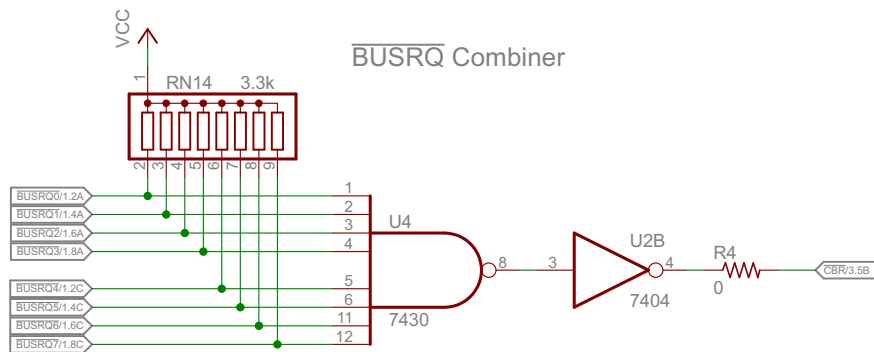 BUSRQ Combiner
VCC
1
RN14 3.3k
2 3 4 5 6 7 8 9
BUSRQ0/1.2A 1
BUSRQ1/1.4A 2
BUSRQ2/1.6A 3
BUSRQ3/1.8A 4
BUSRQ4/1.2C 5
BUSRQ5/1.4C 6
BUSRQ6/1.6C 11
BUSRQ7/1.8C 12
U4
8
7430
U2B
3 4
7404
R4
0
CBR/3.5B